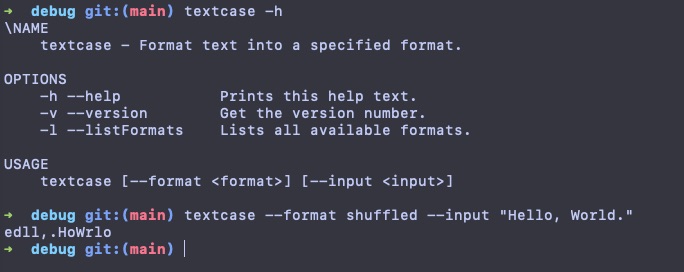 ➜  debug git:(main) textcase -h
\NAME
    textcase – Format text into a specified format.

OPTIONS
    -h --help           Prints this help text.
    -v --version        Get the version number.
    -l --listFormats    Lists all available formats.

USAGE
    textcase [--format <format>] [--input <input>]

➜  debug git:(main) textcase --format shuffled --input "Hello, World."
edll,.HoWrlo
➜  debug git:(main)